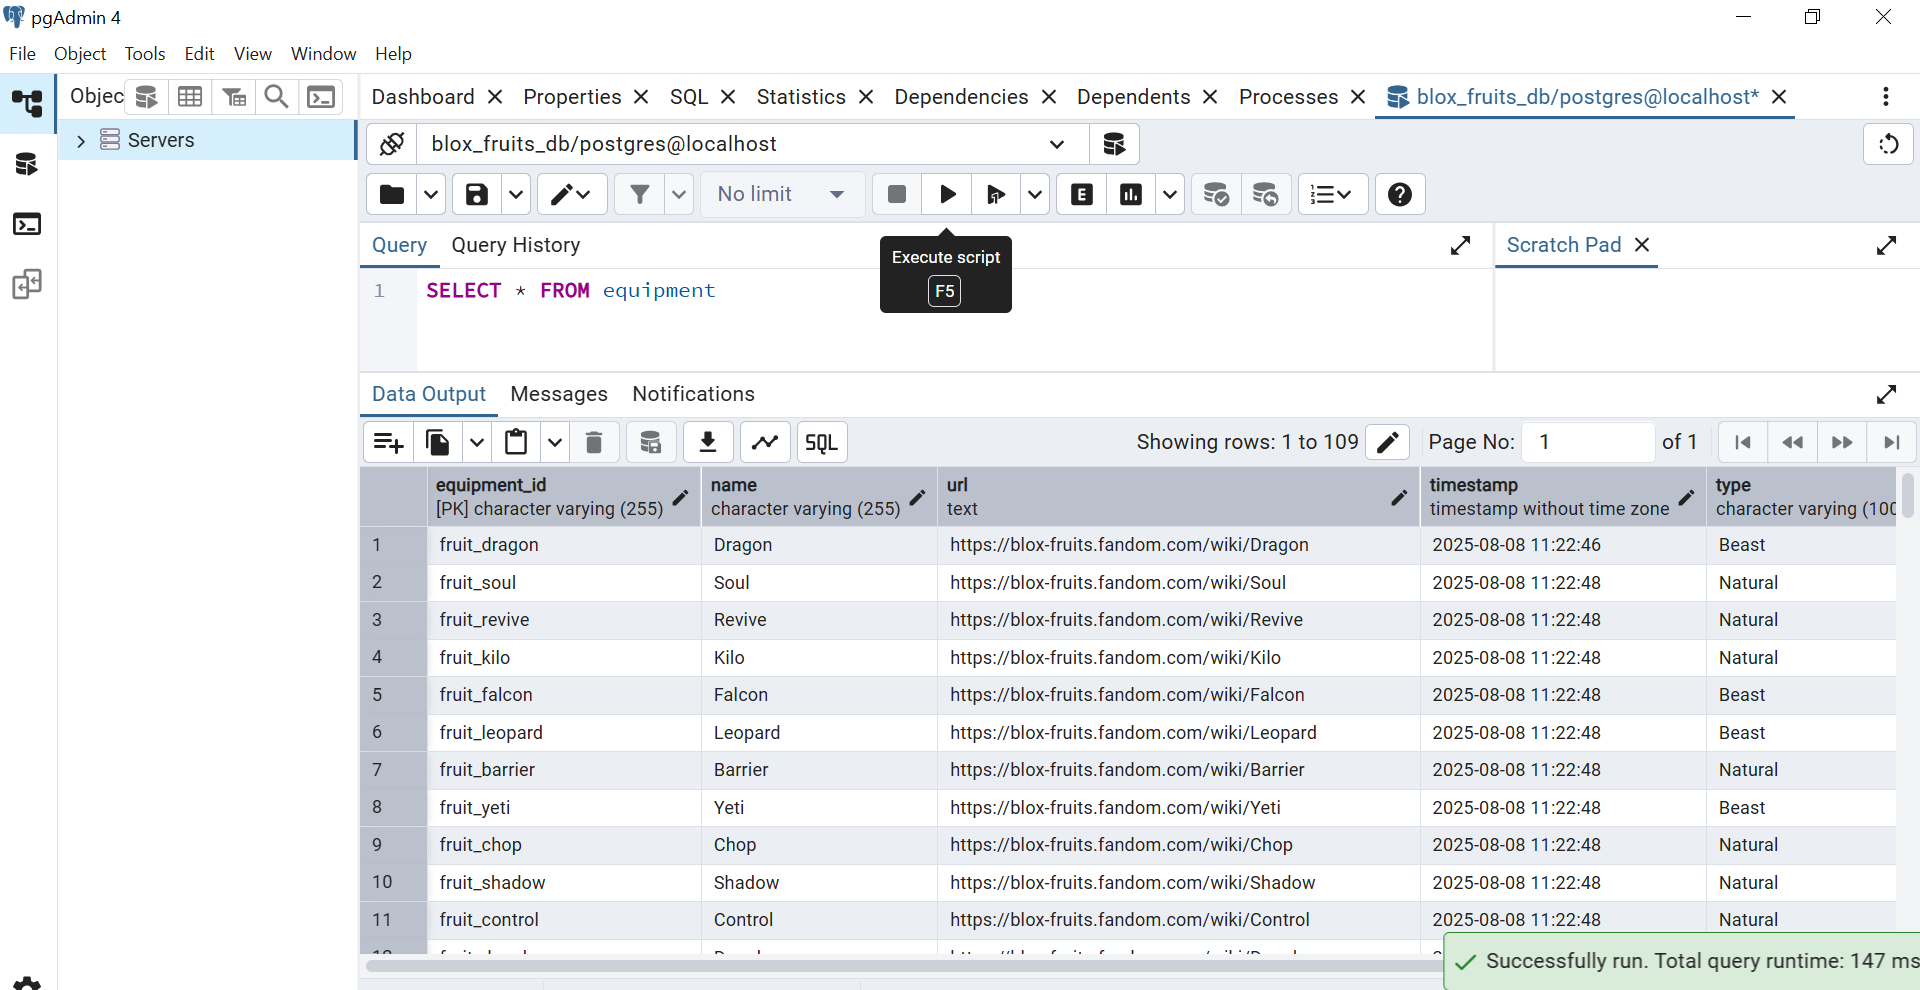 pgAdmin 4
File Object Tools Edit View Window Help
Objec
Dashboard Properties SQL Statistics Dependencies Dependents Processes blox_fruits_db/postgres@localhost*
Servers
blox_fruits_db/postgres@localhost
No limit
E
Query Query History
Execute script
F5
Scratch Pad
1 SELECT * FROM equipment
Data Output Messages Notifications
SQL
Showing rows: 1 to 109 Page No: 1 of 1
equipment_id name url timestamp type
[PK] character varying (255) character varying (255) text timestamp without time zone character varying (100
1 fruit_dragon Dragon https://blox-fruits.fandom.com/wiki/Dragon 2025-08-08 11:22:46 Beast
2 fruit_soul Soul https://blox-fruits.fandom.com/wiki/Soul 2025-08-08 11:22:48 Natural
3 fruit_revive Revive https://blox-fruits.fandom.com/wiki/Revive 2025-08-08 11:22:48 Natural
4 fruit_kilo Kilo https://blox-fruits.fandom.com/wiki/Kilo 2025-08-08 11:22:48 Natural
5 fruit_falcon Falcon https://blox-fruits.fandom.com/wiki/Falcon 2025-08-08 11:22:48 Beast
6 fruit_leopard Leopard https://blox-fruits.fandom.com/wiki/Leopard 2025-08-08 11:22:48 Beast
7 fruit_barrier Barrier https://blox-fruits.fandom.com/wiki/Barrier 2025-08-08 11:22:48 Natural
8 fruit_yeti Yeti https://blox-fruits.fandom.com/wiki/Yeti 2025-08-08 11:22:48 Beast
9 fruit_chop Chop https://blox-fruits.fandom.com/wiki/Chop 2025-08-08 11:22:48 Natural
10 fruit_shadow Shadow https://blox-fruits.fandom.com/wiki/Shadow 2025-08-08 11:22:48 Natural
11 fruit_control Control https://blox-fruits.fandom.com/wiki/Control 2025-08-08 11:22:48 Natural
Successfully run. Total query runtime: 147 ms